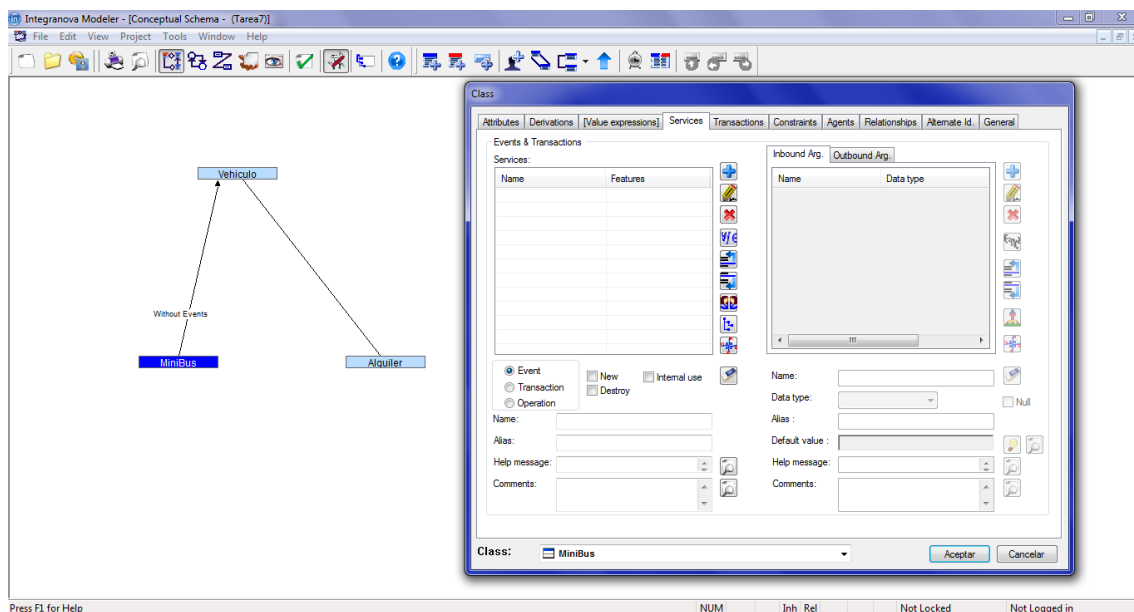 Integranova Modeler - [Conceptual Schema - (Tarea7)]
File Edit View Project Tools Window Help
Class
Attributes Derivations [Value expressions] Services Transactions Constraints Agents Relationships Alternate Id. General
Events & Transactions
Services:
Name Features
Inbound Arg. Outbound Arg.
Name Data type
Vehiculo
Without Events
MiniBus
Alquiler
Event
Transaction
Operation
New
Destroy
Internal use
Name:
Alias:
Help message:
Comments:
Name:
Data type:
Null
Alias :
Default value :
Help message:
Comments:
Class: MiniBus
Aceptar Cancelar
Press F1 for Help NUM Inh Rel Not Locked Not Logged in